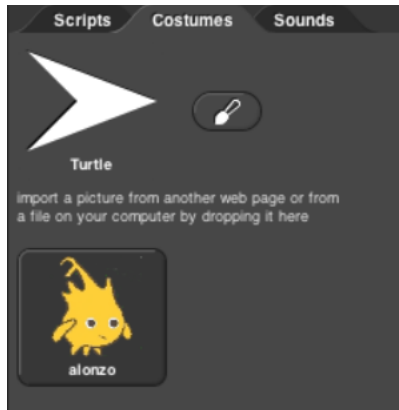 Scripts Costumes Sounds
Turtle
import a picture from another web page or from
a file on your computer by dropping it here
alonzo